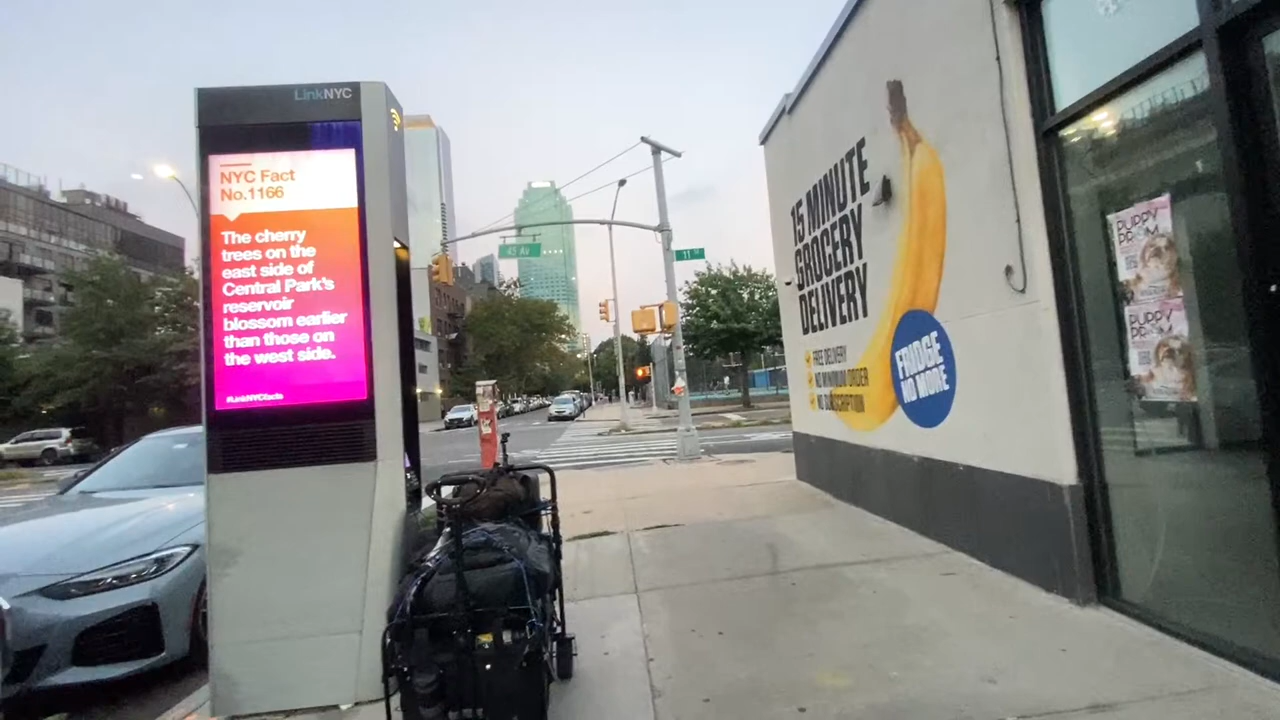 LinkNYC
NYC Fact
No.1166
The cherry
trees on the
east side of
Central Park's
reservoir
blossom earlier
than those on
the west side.
#LinkNYCfacts
43 AV
11 ST
15 MINUTE
GROCERY
DELIVERY
FREE DELIVERY
NO MINIMUM ORDER
NO SUBSCRIPTION
FRIDGE
NO MORE
PUPPY
PROM
PUPPY
PROM